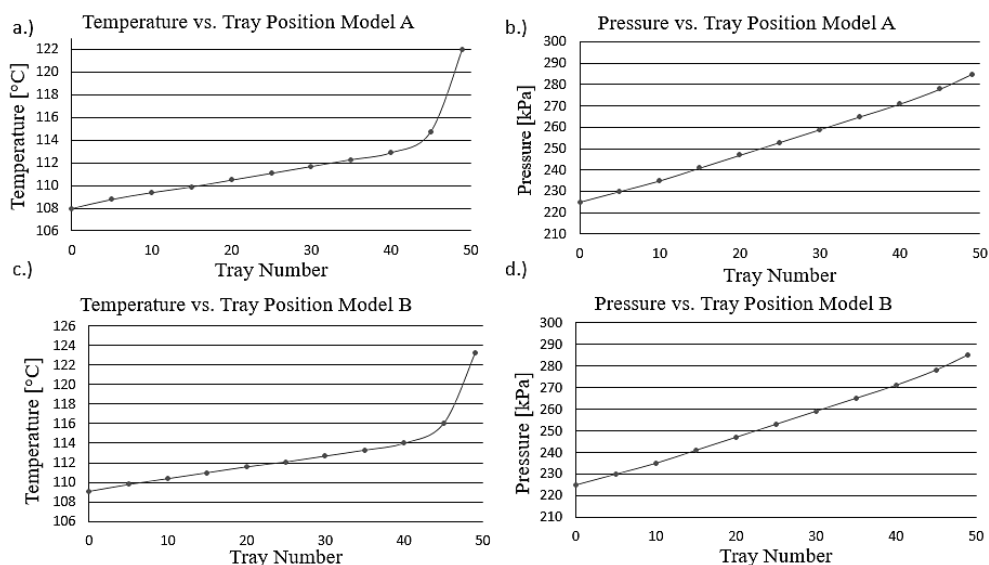 a.)
Temperature vs. Tray Position Model A
Temperature [°C]
122
120
118
116
114
112
110
108
106
0 10 20 30 40 50
Tray Number
b.)
Pressure vs. Tray Position Model A
Pressure [kPa]
300
290
280
270
260
250
240
230
220
210
0 10 20 30 40 50
Tray Number
c.)
Temperature vs. Tray Position Model B
Temperature [°C]
126
124
122
120
118
116
114
112
110
108
106
0 10 20 30 40 50
Tray Number
d.)
Pressure vs. Tray Position Model B
Pressure [kPa]
300
290
280
270
260
250
240
230
220
210
0 10 20 30 40 50
Tray Number